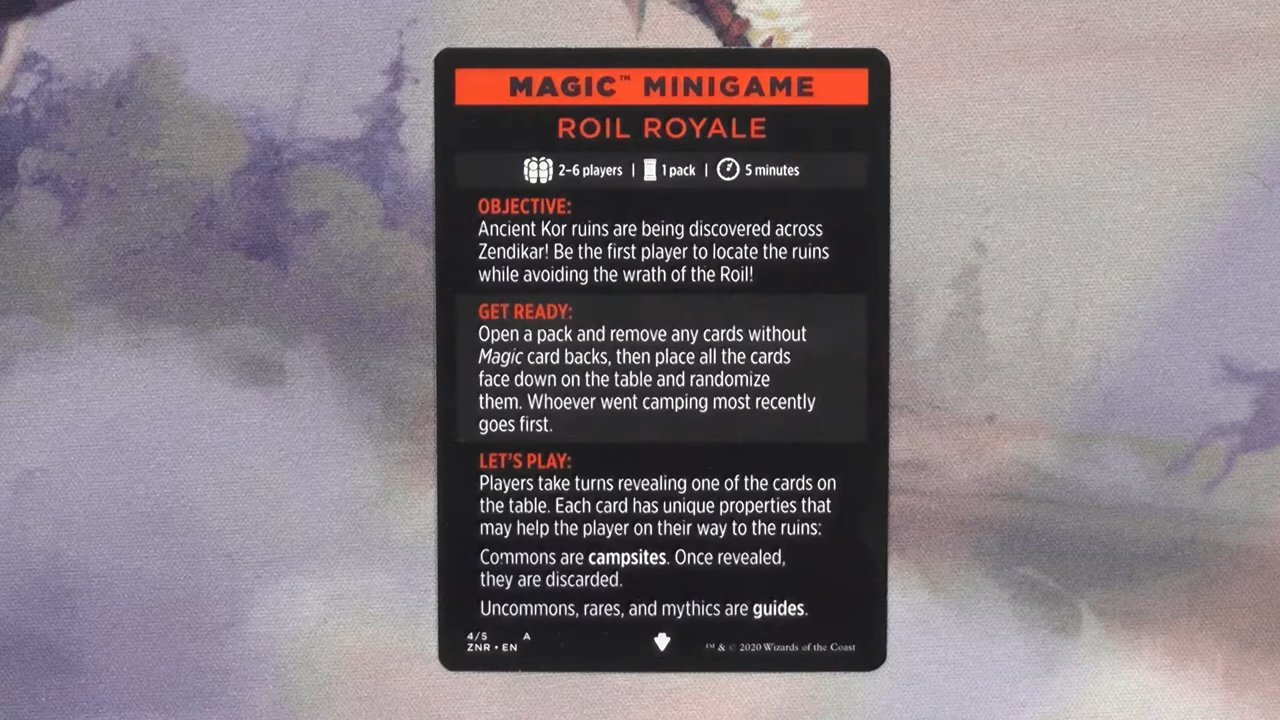 MAGIC™ MINIGAME
ROIL ROYALE
2-6 players | 1 pack | 5 minutes
OBJECTIVE:
Ancient Kor ruins are being discovered across
Zendikar! Be the first player to locate the ruins
while avoiding the wrath of the Roil!
GET READY:
Open a pack and remove any cards without
Magic card backs, then place all the cards
face down on the table and randomize
them. Whoever went camping most recently
goes first.
LET'S PLAY:
Players take turns revealing one of the cards on
the table. Each card has unique properties that
may help the player on their way to the ruins:
Commons are campsites. Once revealed,
they are discarded.
Uncommons, rares, and mythics are guides.
4/5 A
ZNR • EN
™ & © 2020 Wizards of the Coast